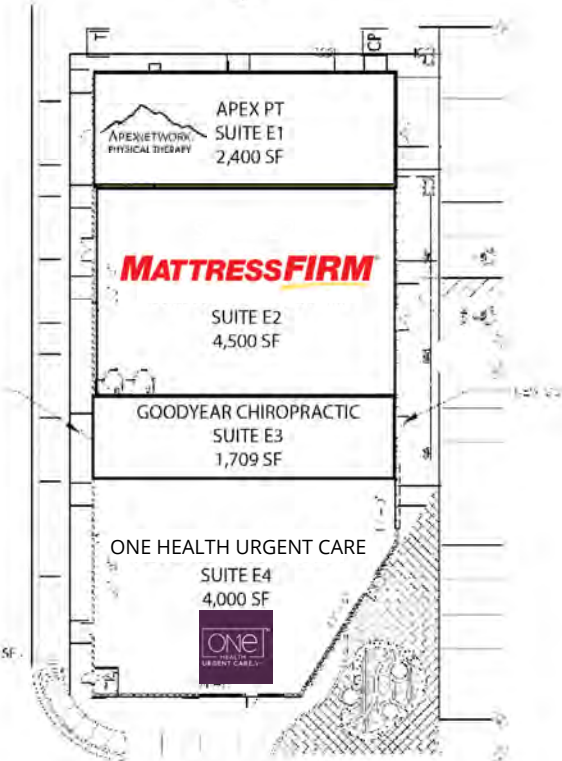 CP
APEX PT
SUITE E1
2,400 SF
APEXNETWORK
PHYSICAL THERAPY
MATTRESSFIRM
SUITE E2
4,500 SF
GOODYEAR CHIROPRACTIC
SUITE E3
1,709 SF
ONE HEALTH URGENT CARE
SUITE E4
4,000 SF
one
HEALTH
URGENT CARE
SF